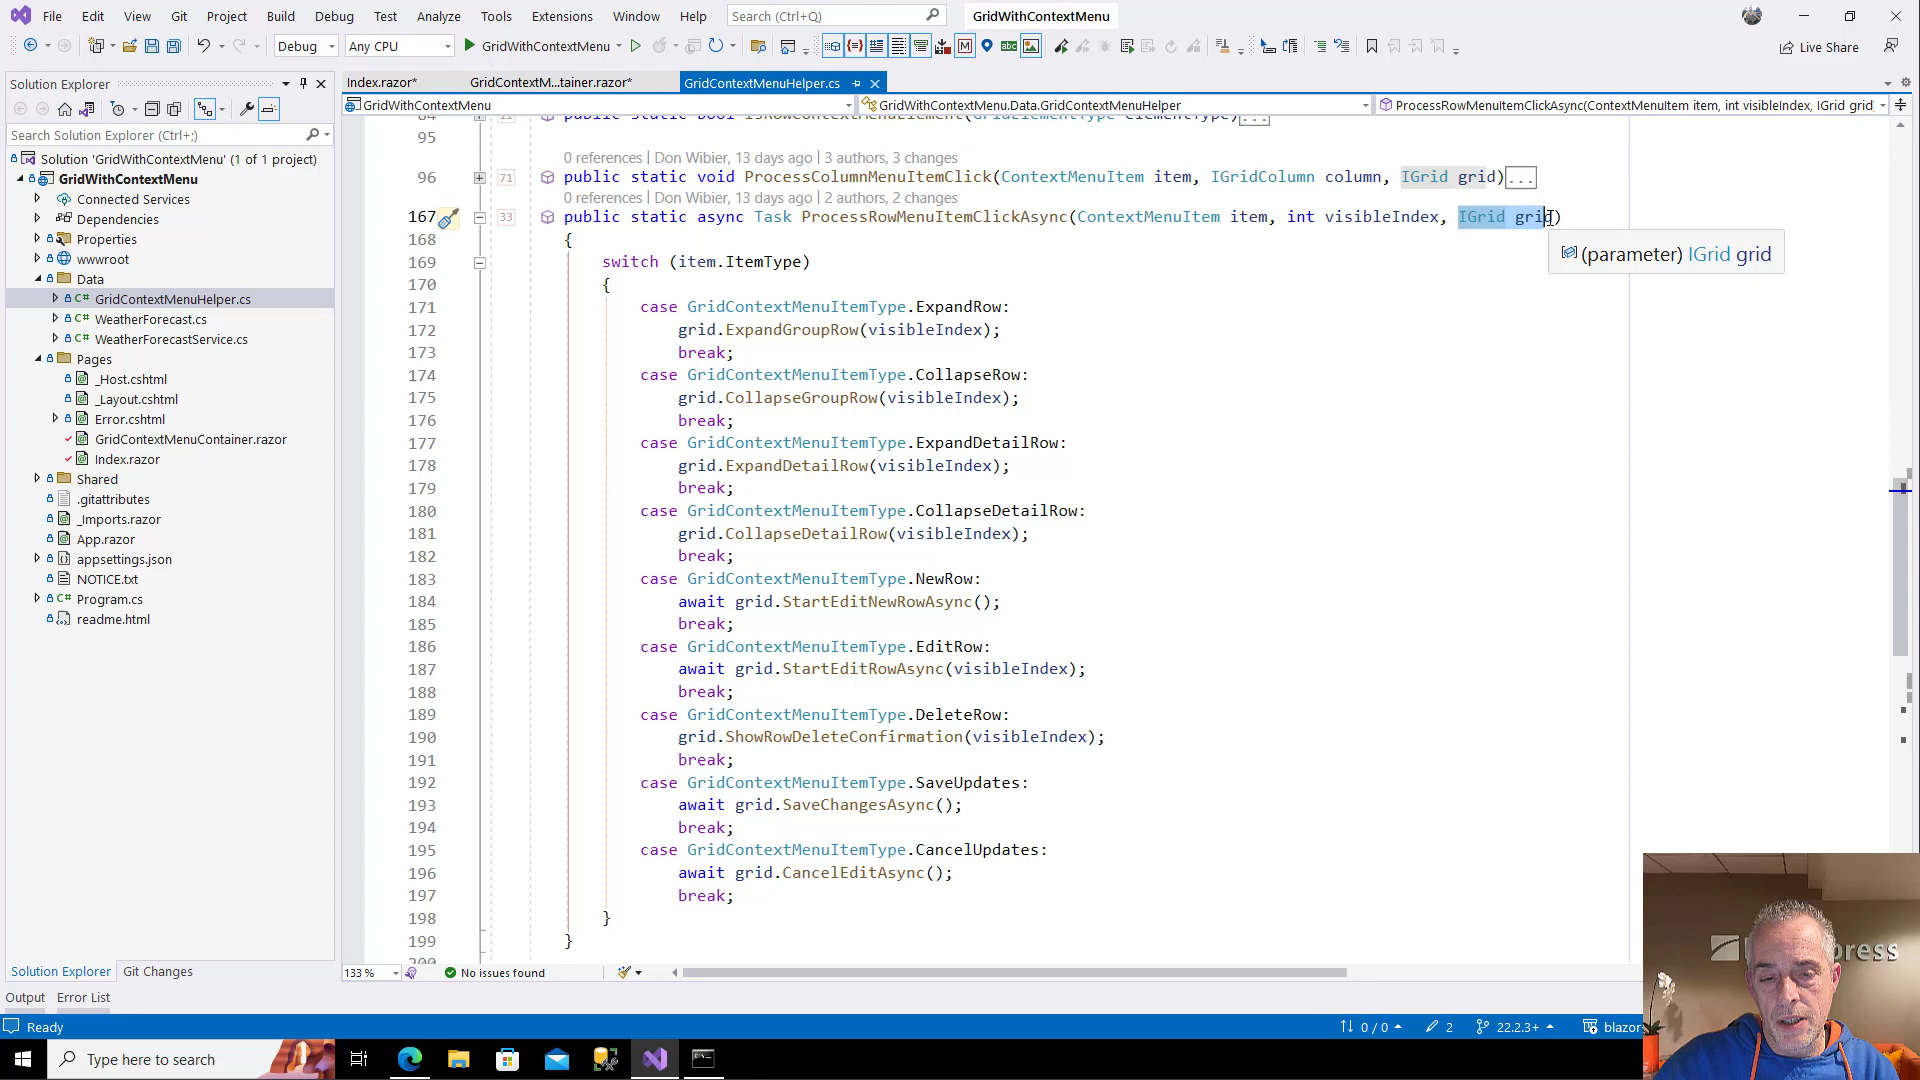 File Edit View Git Project Build Debug Test Analyze Tools Extensions Window Help Search (Ctrl+Q) GridWithContextMenu
Debug Any CPU GridWithContextMenu Live Share
Solution Explorer
Search Solution Explorer (Ctrl+;)
Solution 'GridWithContextMenu' (1 of 1 project)
GridWithContextMenu
Connected Services
Dependencies
Properties
wwwroot
Data
C# GridContextMenuHelper.cs
C# WeatherForecast.cs
C# WeatherForecastService.cs
Pages
_Host.cshtml
_Layout.cshtml
Error.cshtml
GridContextMenuContainer.razor
Index.razor
Shared
.gitattributes
_Imports.razor
App.razor
appsettings.json
NOTICE.txt
C# Program.cs
readme.html
Solution Explorer Git Changes
Output Error List
Index.razor* GridContextM...tainer.razor* GridContextMenuHelper.cs
GridWithContextMenu GridWithContextMenu.Data.GridContextMenuHelper ProcessRowMenuItemClickAsync(ContextMenuItem item, int visibleIndex, IGrid grid)
84 11 public static bool IsRowContextMenuElement(GridElementType elementType)...
95
0 references | Don Wibier, 13 days ago | 3 authors, 3 changes
96 71 public static void ProcessColumnMenuItemClick(ContextMenuItem item, IGridColumn column, IGrid grid)...
0 references | Don Wibier, 13 days ago | 2 authors, 2 changes
167 33 public static async Task ProcessRowMenuItemClickAsync(ContextMenuItem item, int visibleIndex, IGrid grid)
168 {
(parameter) IGrid grid
169 switch (item.ItemType)
170 {
171 case GridContextMenuItemType.ExpandRow:
172 grid.ExpandGroupRow(visibleIndex);
173 break;
174 case GridContextMenuItemType.CollapseRow:
175 grid.CollapseGroupRow(visibleIndex);
176 break;
177 case GridContextMenuItemType.ExpandDetailRow:
178 grid.ExpandDetailRow(visibleIndex);
179 break;
180 case GridContextMenuItemType.CollapseDetailRow:
181 grid.CollapseDetailRow(visibleIndex);
182 break;
183 case GridContextMenuItemType.NewRow:
184 await grid.StartEditNewRowAsync();
185 break;
186 case GridContextMenuItemType.EditRow:
187 await grid.StartEditRowAsync(visibleIndex);
188 break;
189 case GridContextMenuItemType.DeleteRow:
190 grid.ShowRowDeleteConfirmation(visibleIndex);
191 break;
192 case GridContextMenuItemType.SaveUpdates:
193 await grid.SaveChangesAsync();
194 break;
195 case GridContextMenuItemType.CancelUpdates:
196 await grid.CancelEditAsync();
197 break;
198 }
199 }
200
133 % No issues found
Ready 0 / 0 2 22.2.3+ blazor
Type here to search